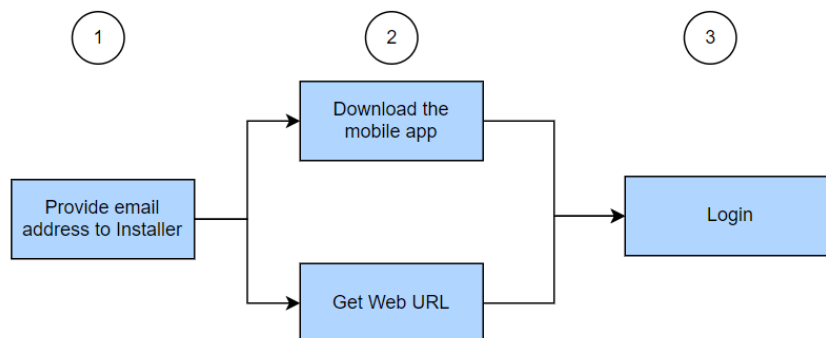 1
2
3
Download the
mobile app
Provide email
address to Installer
Login
Get Web URL